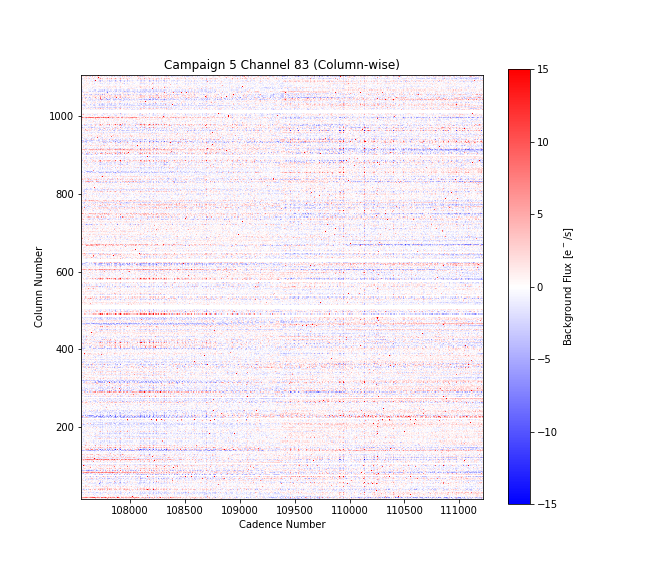 Campaign 5 Channel 83 (Column-wise)
1000
800
600
400
200
Column Number
108000 108500 109000 109500 110000 110500 111000
Cadence Number
15
10
5
0
−5
−10
−15
Background Flux [e⁻/s]